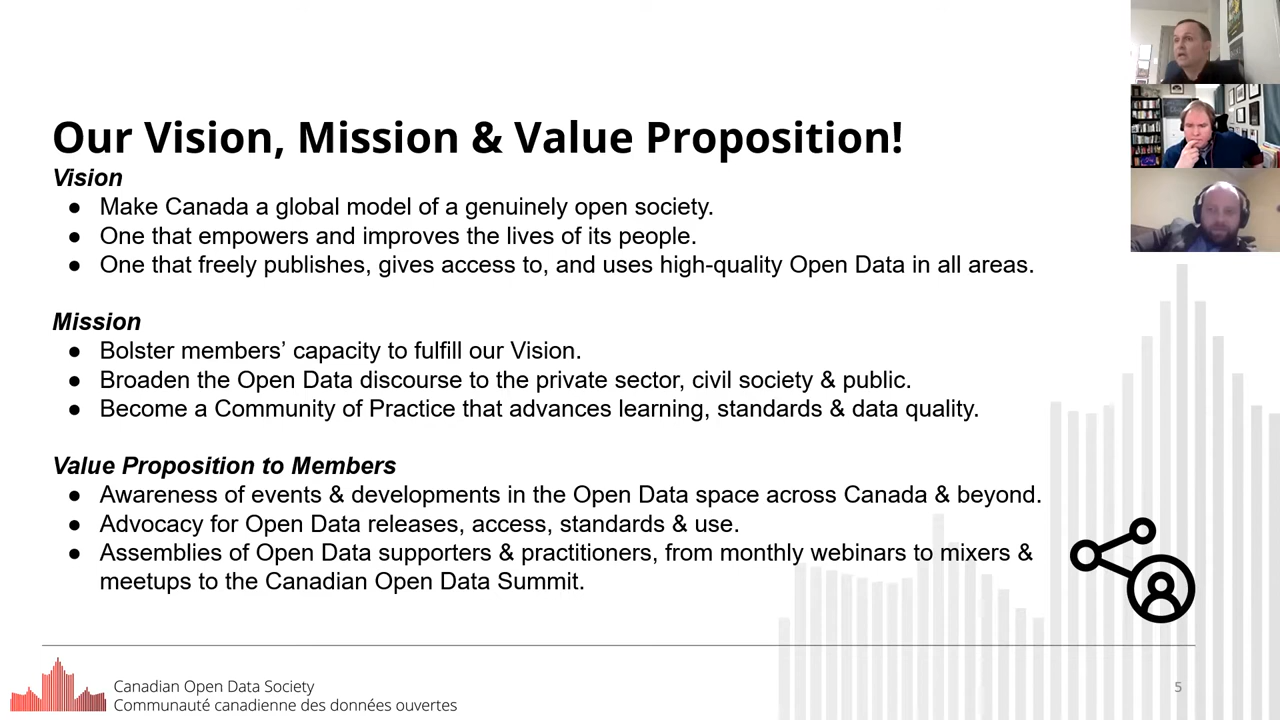 Our Vision, Mission & Value Proposition!
Vision
● Make Canada a global model of a genuinely open society.
● One that empowers and improves the lives of its people.
● One that freely publishes, gives access to, and uses high-quality Open Data in all areas.
Mission
● Bolster members’ capacity to fulfill our Vision.
● Broaden the Open Data discourse to the private sector, civil society & public.
● Become a Community of Practice that advances learning, standards & data quality.
Value Proposition to Members
● Awareness of events & developments in the Open Data space across Canada & beyond.
● Advocacy for Open Data releases, access, standards & use.
● Assemblies of Open Data supporters & practitioners, from monthly webinars to mixers &
meetups to the Canadian Open Data Summit.
Canadian Open Data Society
Communauté canadienne des données ouvertes
5